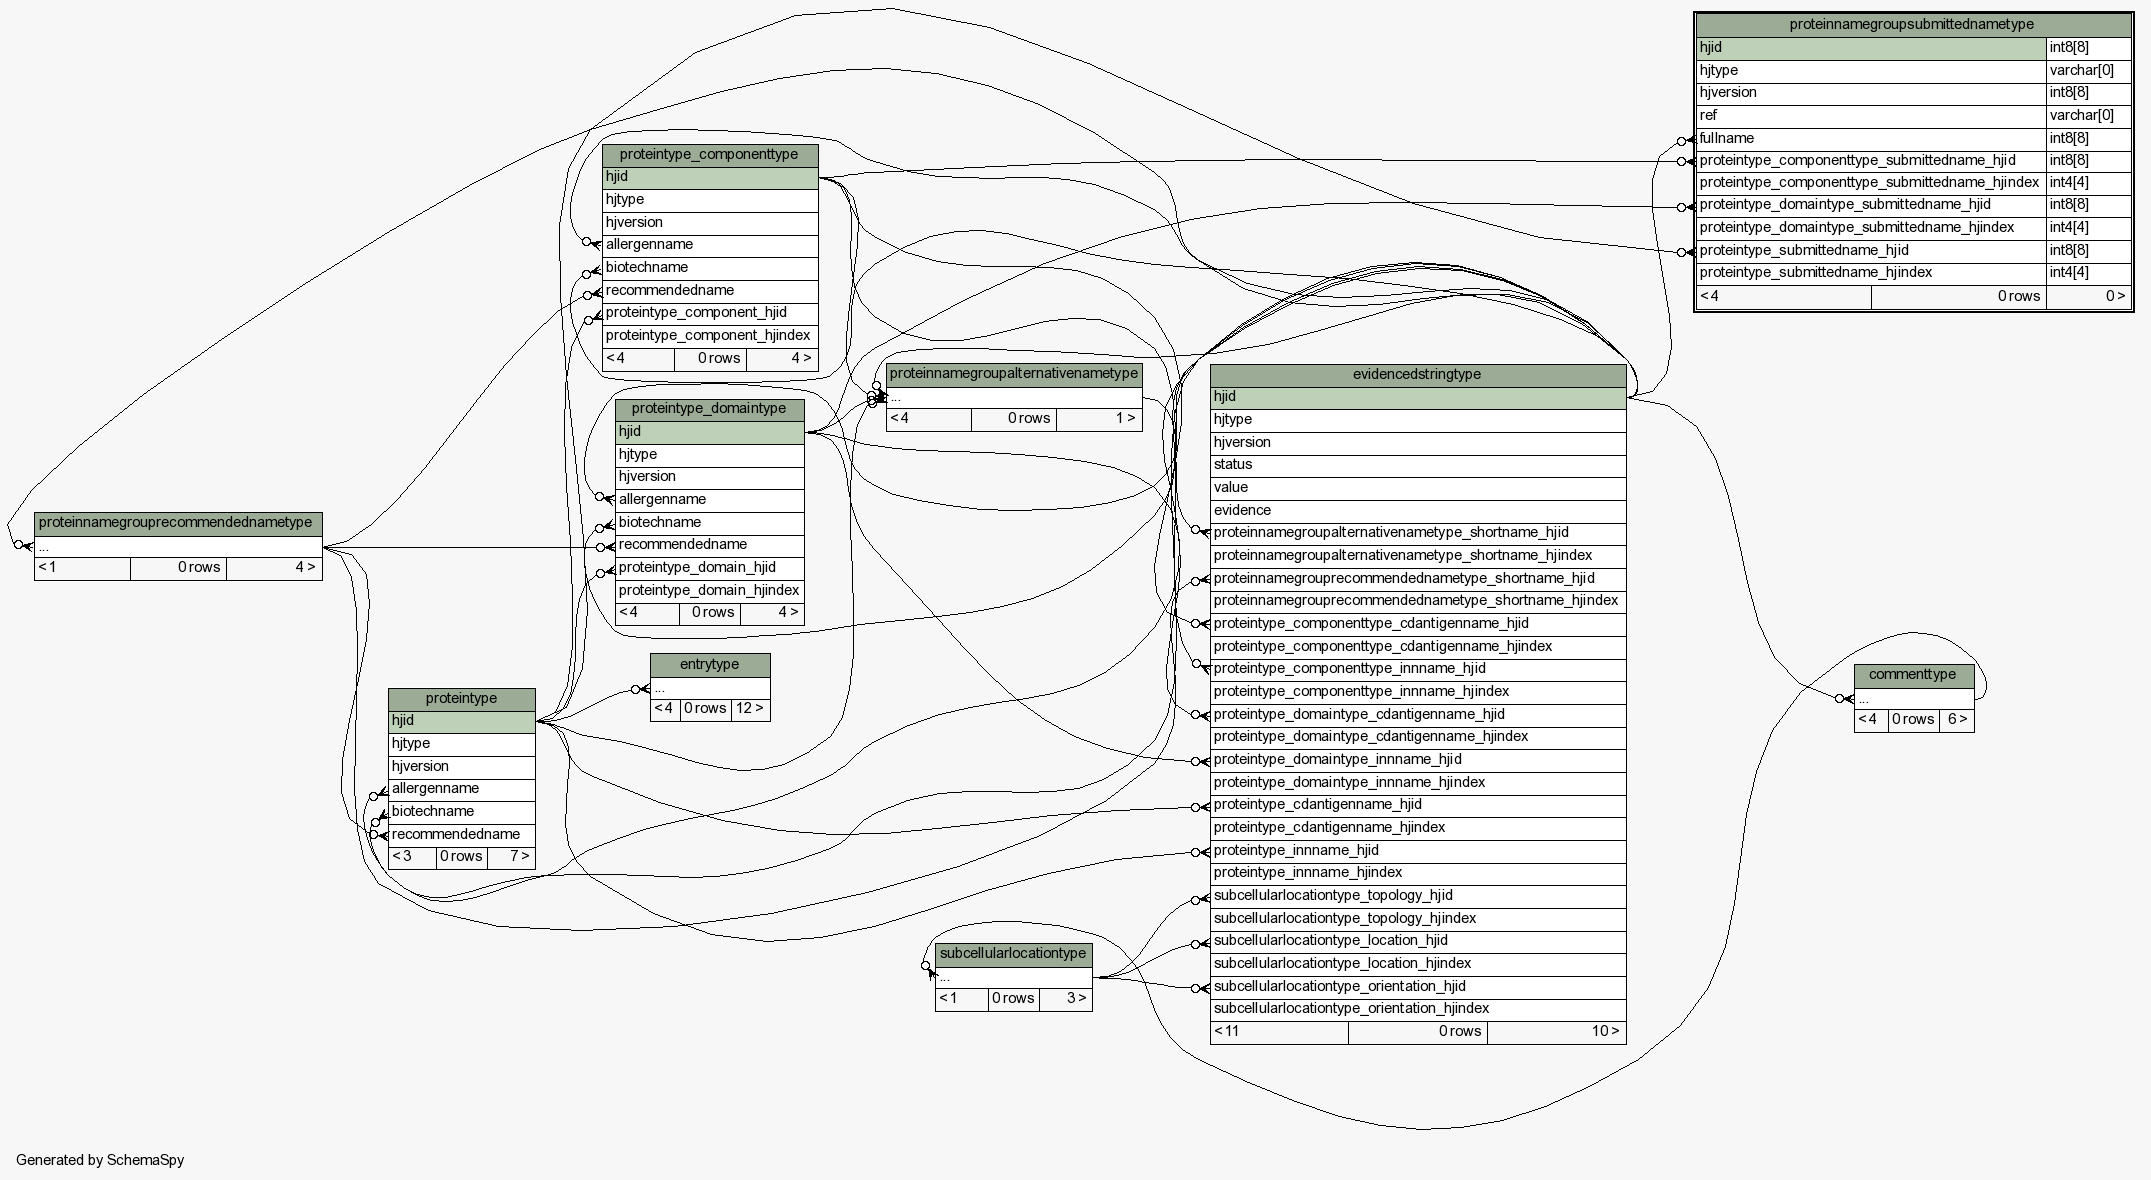 proteinnamegroupsubmittednametype
hjid int8[8]
hjtype varchar[0]
hjversion int8[8]
ref varchar[0]
fullname int8[8]
proteintype_componenttype_submittedname_hjid int8[8]
proteintype_componenttype_submittedname_hjindex int4[4]
proteintype_domaintype_submittedname_hjid int8[8]
proteintype_domaintype_submittedname_hjindex int4[4]
proteintype_submittedname_hjid int8[8]
proteintype_submittedname_hjindex int4[4]
< 4 0 rows 0 >
proteintype_componenttype
hjid
hjtype
hjversion
allergenname
biotechname
recommendedname
proteintype_component_hjid
proteintype_component_hjindex
< 4 0 rows 4 >
proteinnamegroupalternativenametype
...
< 4 0 rows 1 >
evidencedstringtype
hjid
hjtype
hjversion
status
value
evidence
proteinnamegroupalternativenametype_shortname_hjid
proteinnamegroupalternativenametype_shortname_hjindex
proteinnamegrouprecommendednametype_shortname_hjid
proteinnamegrouprecommendednametype_shortname_hjindex
proteintype_componenttype_cdantigenname_hjid
proteintype_componenttype_cdantigenname_hjindex
proteintype_componenttype_innname_hjid
proteintype_componenttype_innname_hjindex
proteintype_domaintype_cdantigenname_hjid
proteintype_domaintype_cdantigenname_hjindex
proteintype_domaintype_innname_hjid
proteintype_domaintype_innname_hjindex
proteintype_cdantigenname_hjid
proteintype_cdantigenname_hjindex
proteintype_innname_hjid
proteintype_innname_hjindex
subcellularlocationtype_topology_hjid
subcellularlocationtype_topology_hjindex
subcellularlocationtype_location_hjid
subcellularlocationtype_location_hjindex
subcellularlocationtype_orientation_hjid
subcellularlocationtype_orientation_hjindex
< 11 0 rows 10 >
proteintype_domaintype
hjid
hjtype
hjversion
allergenname
biotechname
recommendedname
proteintype_domain_hjid
proteintype_domain_hjindex
< 4 0 rows 4 >
proteinnamegrouprecommendednametype
...
< 1 0 rows 4 >
entrytype
...
< 4 0 rows 12 >
commenttype
...
< 4 0 rows 6 >
proteintype
hjid
hjtype
hjversion
allergenname
biotechname
recommendedname
< 3 0 rows 7 >
subcellularlocationtype
...
< 1 0 rows 3 >
Generated by SchemaSpy